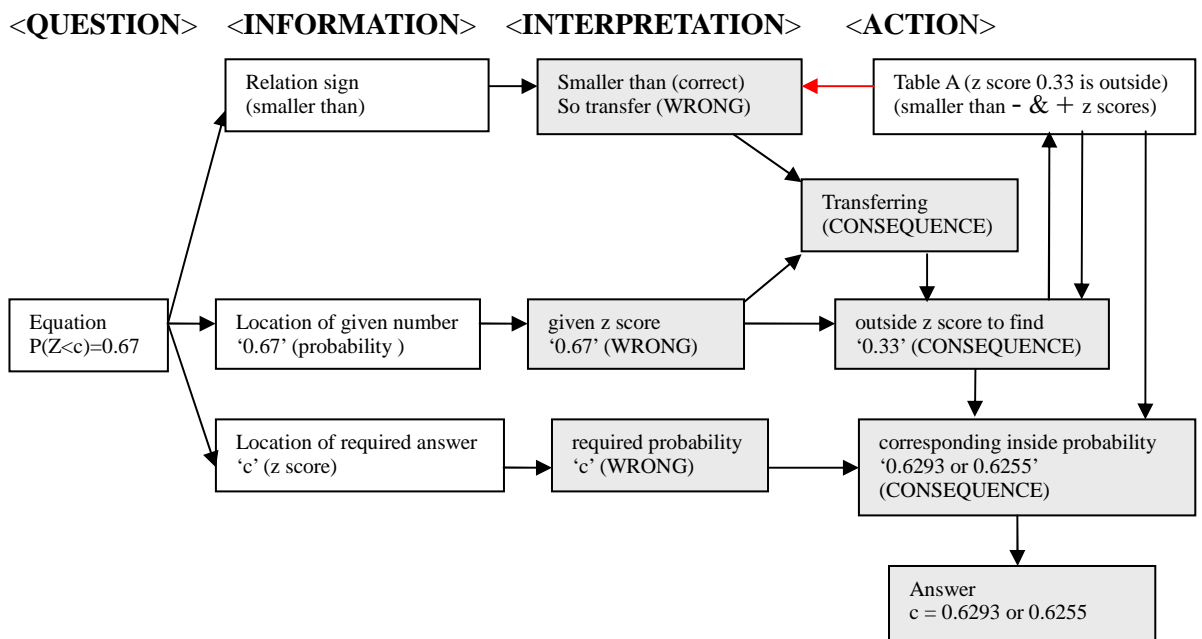 <QUESTION> <INFORMATION> <INTERPRETATION> <ACTION>
Relation sign
(smaller than)
Smaller than (correct)
So transfer (WRONG)
Table A (z score 0.33 is outside)
(smaller than - & + z scores)
Transferring
(CONSEQUENCE)
Equation
P(Z<c)=0.67
Location of given number
‘0.67’ (probability )
given z score
‘0.67’ (WRONG)
outside z score to find
‘0.33’ (CONSEQUENCE)
Location of required answer
‘c’ (z score)
required probability
‘c’ (WRONG)
corresponding inside probability
‘0.6293 or 0.6255’
(CONSEQUENCE)
Answer
c = 0.6293 or 0.6255